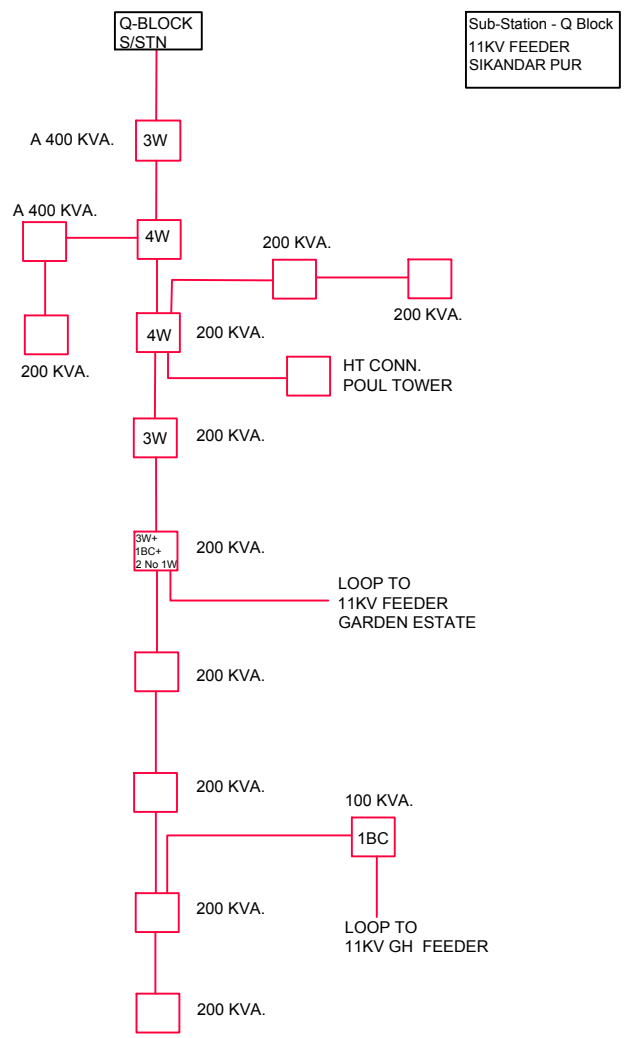 Q-BLOCK
S/STN
Sub-Station - Q Block
11KV FEEDER
SIKANDAR PUR
A 400 KVA.
3W
A 400 KVA.
4W
200 KVA.
200 KVA.
4W
200 KVA.
200 KVA.
HT CONN.
POUL TOWER
3W
200 KVA.
3W+
1BC+
2 No 1W
200 KVA.
LOOP TO
11KV FEEDER
GARDEN ESTATE
200 KVA.
200 KVA.
100 KVA.
1BC
200 KVA.
LOOP TO
11KV GH FEEDER
200 KVA.